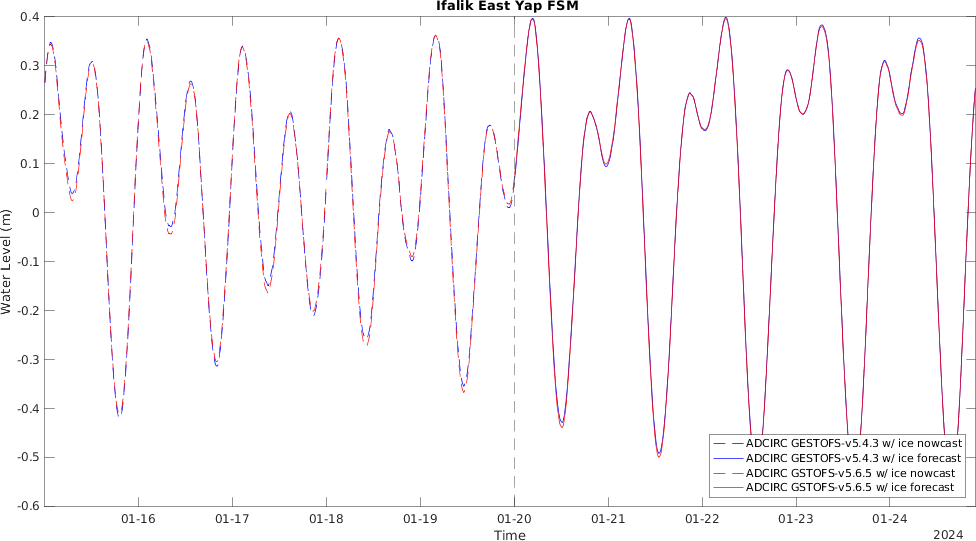 Ifalik East Yap FSM
0.4
0.3
0.2
0.1
0
-0.1
-0.2
-0.3
-0.4
-0.5
-0.6
Water Level (m)
ADCIRC GESTOFS-v5.4.3 w/ ice nowcast
ADCIRC GESTOFS-v5.4.3 w/ ice forecast
ADCIRC GSTOFS-v5.6.5 w/ ice nowcast
ADCIRC GSTOFS-v5.6.5 w/ ice forecast
01-16 01-17 01-18 01-19 01-20 01-21 01-22 01-23 01-24
Time
2024